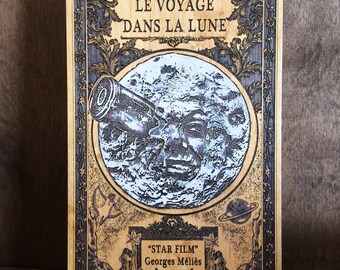 LE VOYAGE
DANS LA LUNE
"STAR FILM"
Georges Méliès